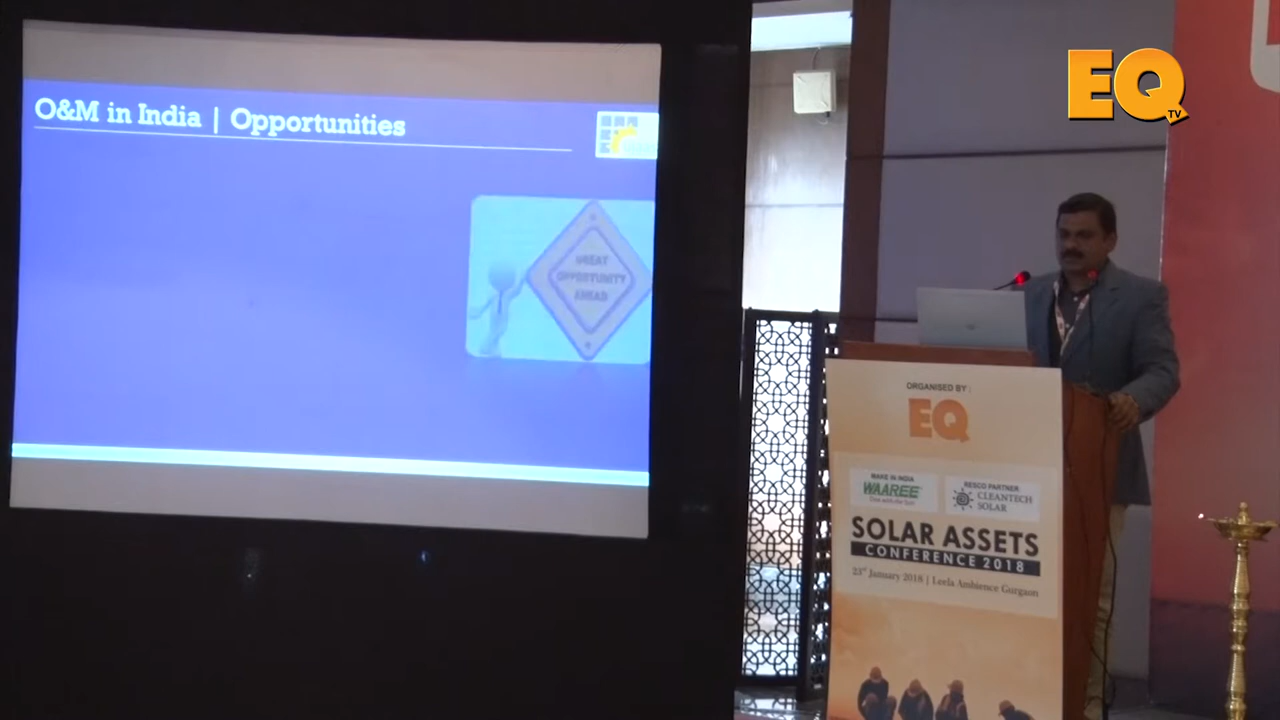 O&M in India | Opportunities
GREAT
OPPORTUNITY
AHEAD
EQ
TV
ORGANISED BY :
EQ
MAKE IN INDIA
WAAREE
RESCO PARTNER
CLEANTECH
SOLAR
SOLAR ASSETS
CONFERENCE 2018
23rd January 2018 | Leela Ambience Gurgaon